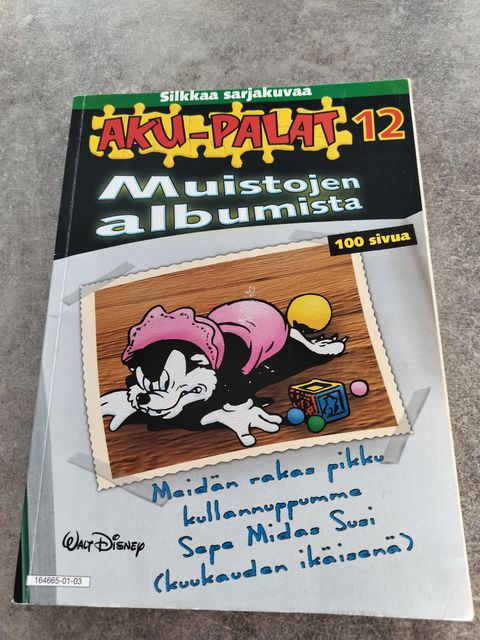 Silkkaa sarjakuvaa
AKU-PALAT 12
Muistojen
albumista
100 sivua
Meidän rakas pikku
kullannuppumme
Sepe Midas Susi
(kuukauden ikäisenä)
WALT DISNEY
164665-01-03